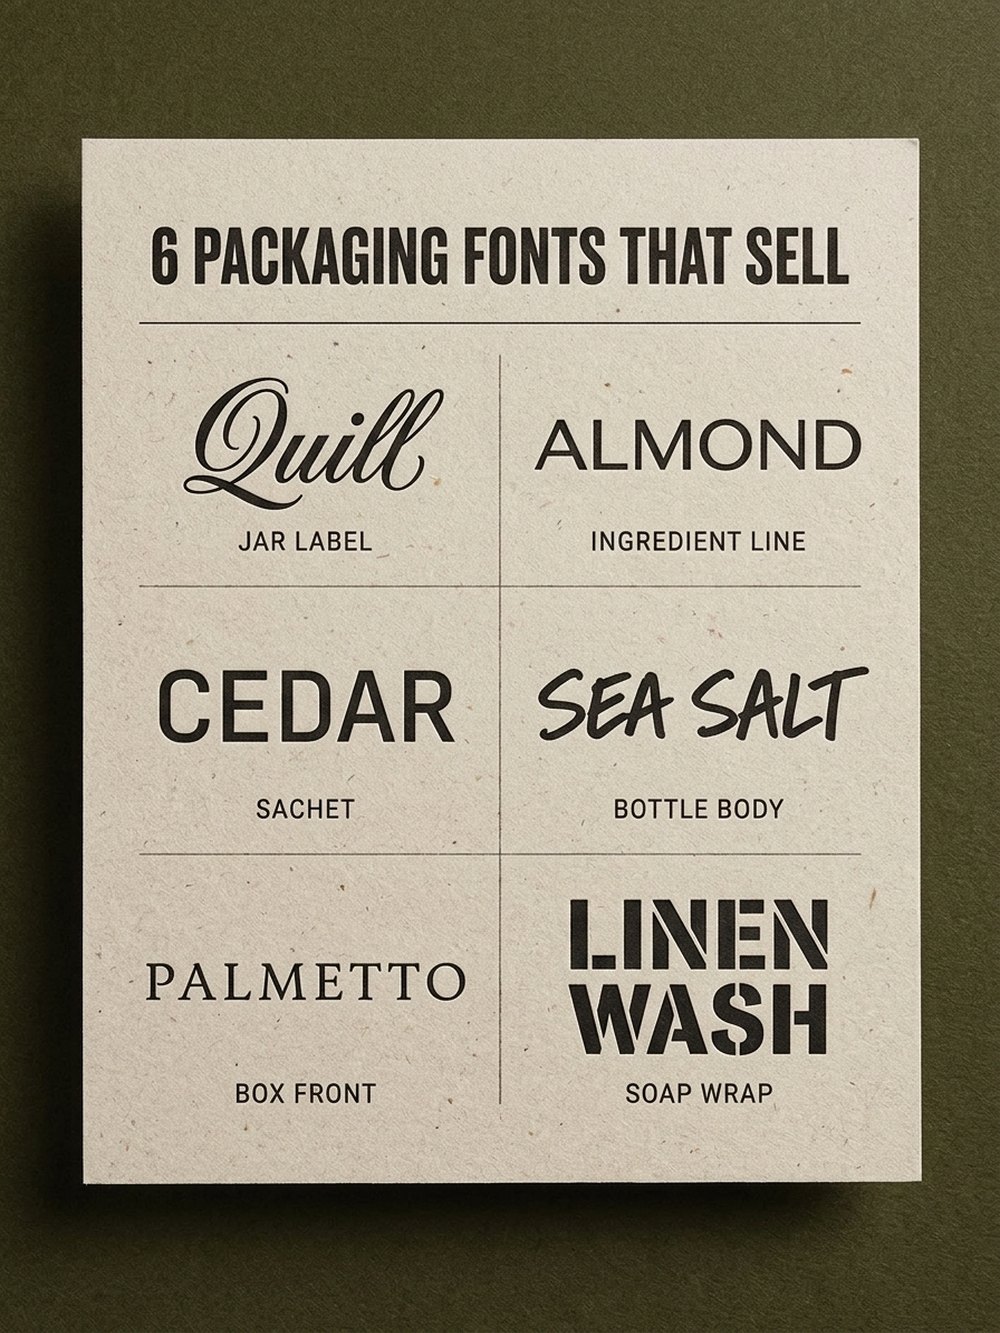 6 PACKAGING FONTS THAT SELL
Quill
JAR LABEL
ALMOND
INGREDIENT LINE
CEDAR
SACHET
SEA SALT
BOTTLE BODY
PALMETTO
BOX FRONT
LINEN
WASH
SOAP WRAP